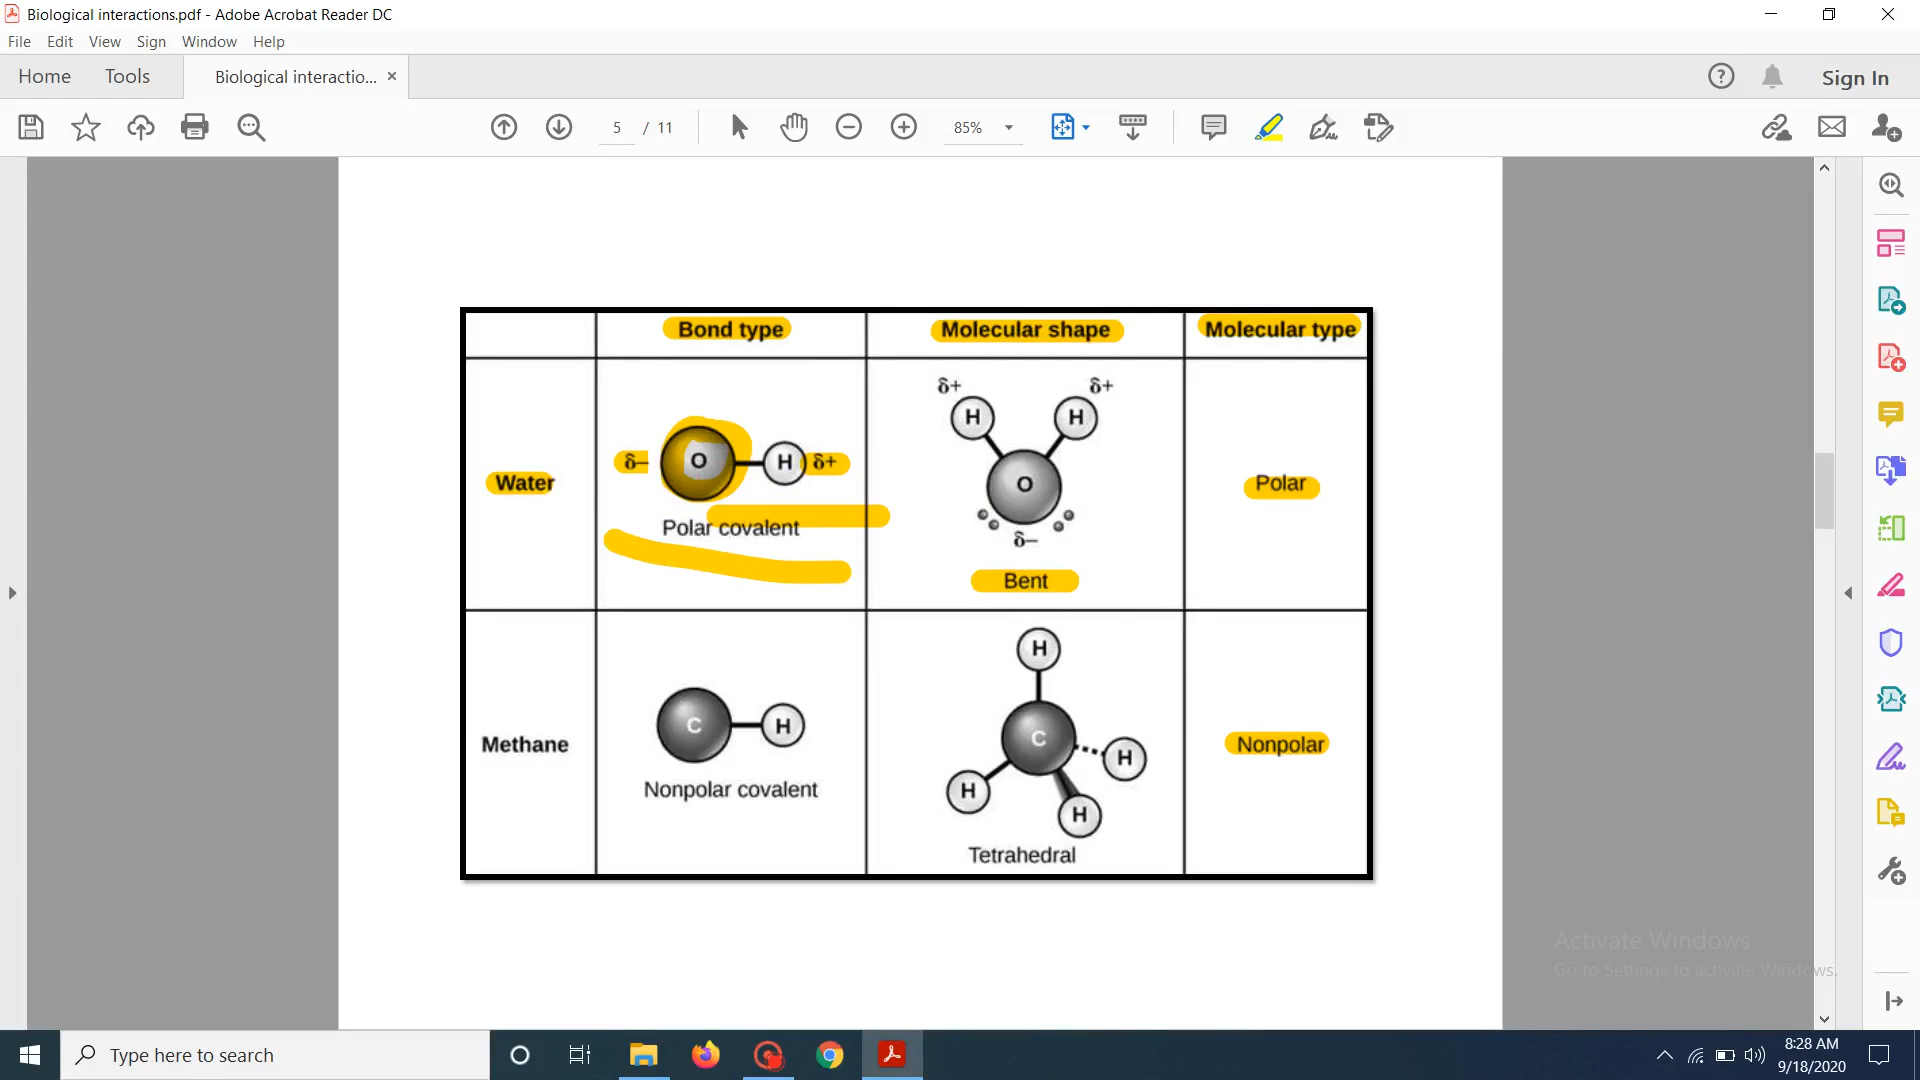 Biological interactions.pdf - Adobe Acrobat Reader DC
File Edit View Sign Window Help
Home Tools Biological interactio... × Sign In
5 / 11 85%
Bond type Molecular shape Molecular type
δ+ δ+
H H
Water δ– O H δ+ O Polar
Polar covalent
δ–
Bent
H
Methane C H C H Nonpolar
Nonpolar covalent H H
Tetrahedral
Activate Windows
Go to Settings to activate Windows.
Type here to search
8:28 AM
9/18/2020